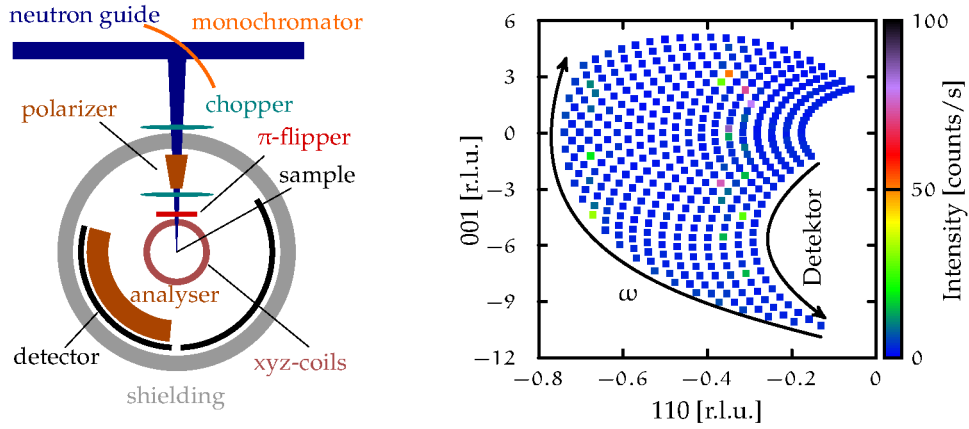 neutron guide
monochromator
polarizer
chopper
π-flipper
sample
analyser
detector
xyz-coils
shielding
001 [r.l.u.]
6
3
0
−3
−6
−9
−12
−0.8
−0.6
−0.4
−0.2
0
110 [r.l.u.]
ω
Detektor
100
50
0
Intensity [counts/s]